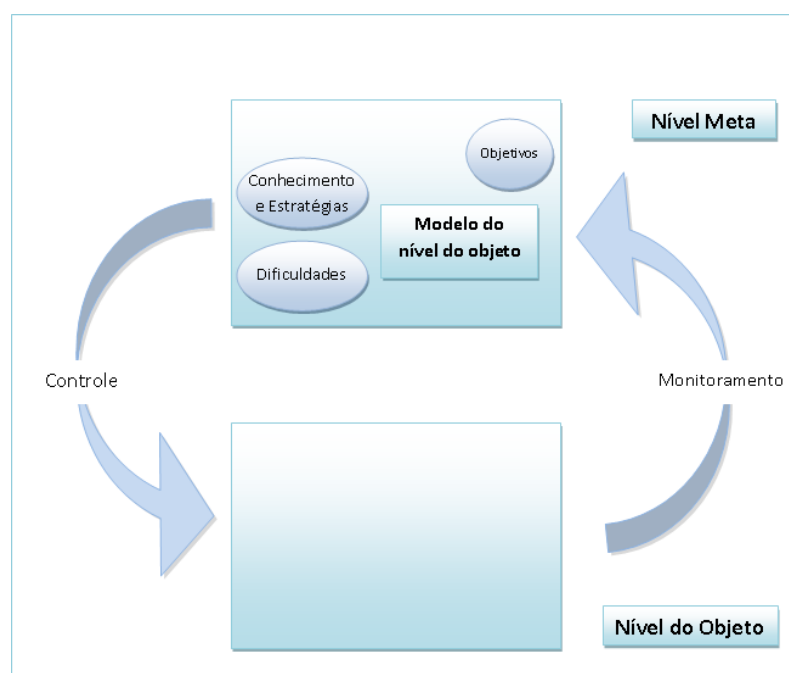 Nível Meta
Objetivos
Conhecimento
e Estratégias
Modelo do
nível do objeto
Dificuldades
Controle
Monitoramento
Nível do Objeto